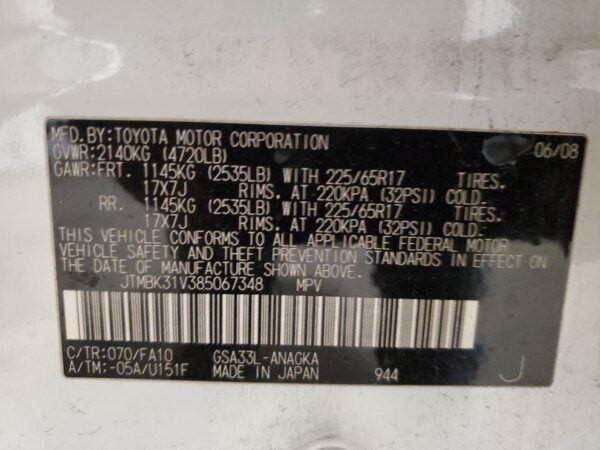 MFD.BY:TOYOTA MOTOR CORPORATION 06/08
GVWR:2140KG (4720LB)
GAWR:FRT. 1145KG (2535LB) WITH 225/65R17 TIRES.
17X7J RIMS. AT 220KPA (32PSI) COLD.
RR. 1145KG (2535LB) WITH 225/65R17 TIRES.
17X7J RIMS. AT 220KPA (32PSI) COLD.
THIS VEHICLE CONFORMS TO ALL APPLICABLE FEDERAL MOTOR
VEHICLE SAFETY AND THEFT PREVENTION STANDARDS IN EFFECT ON
THE DATE OF MANUFACTURE SHOWN ABOVE.
JTMBK31V385067348 MPV
C/TR:070/FA10 GSA33L-ANAGKA
A/TM:-05A/U151F MADE IN JAPAN 944 J